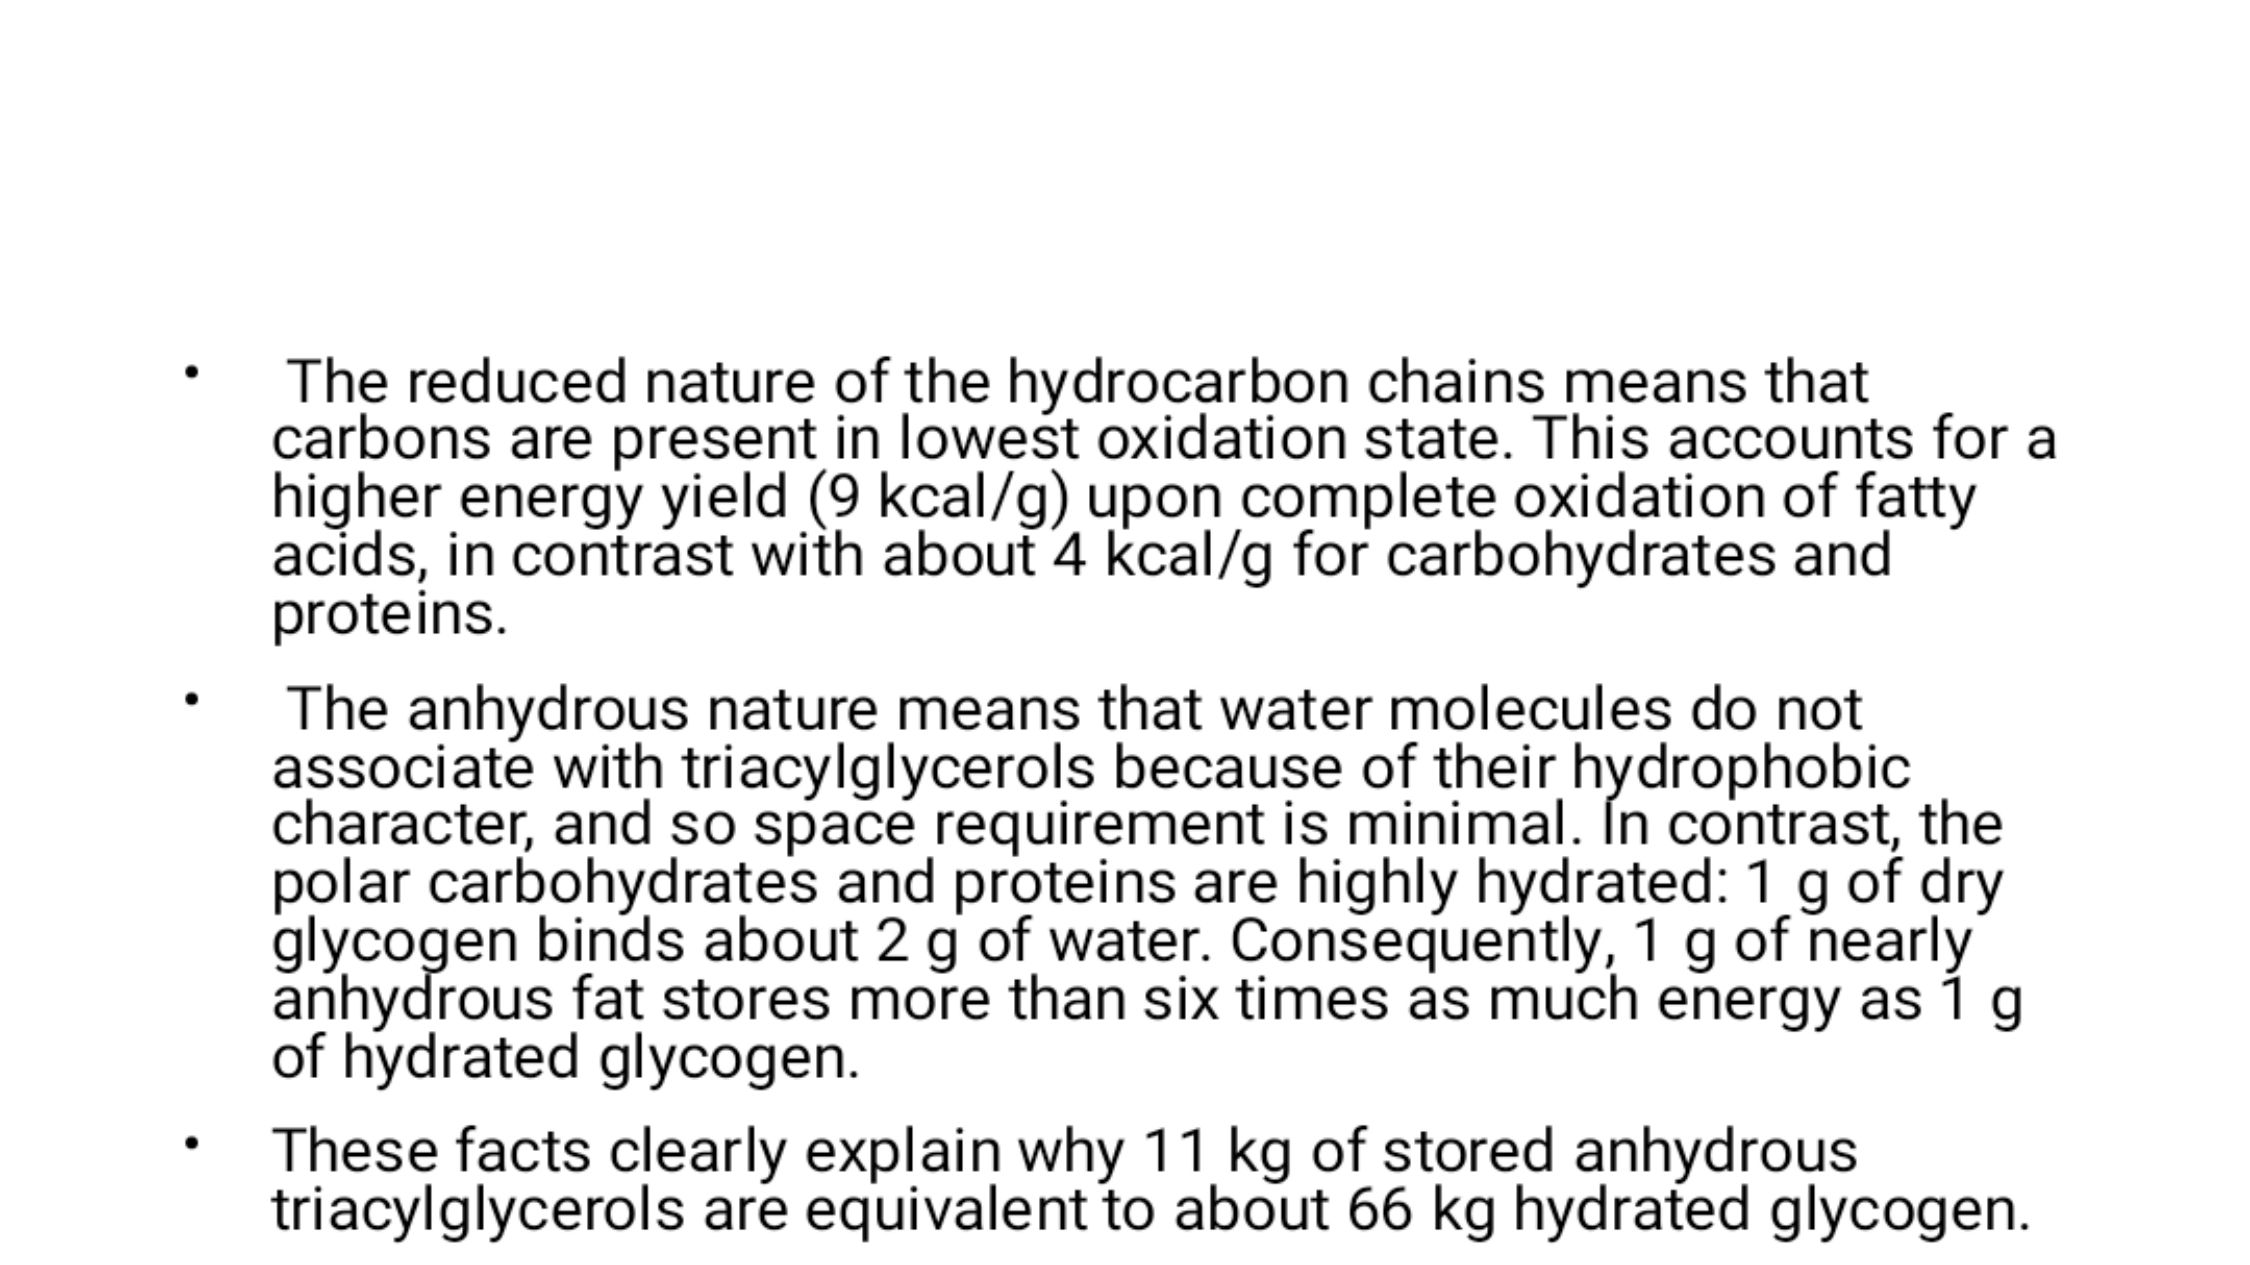 • The reduced nature of the hydrocarbon chains means that
carbons are present in lowest oxidation state. This accounts for a
higher energy yield (9 kcal/g) upon complete oxidation of fatty
acids, in contrast with about 4 kcal/g for carbohydrates and
proteins.
• The anhydrous nature means that water molecules do not
associate with triacylglycerols because of their hydrophobic
character, and so space requirement is minimal. In contrast, the
polar carbohydrates and proteins are highly hydrated: 1 g of dry
glycogen binds about 2 g of water. Consequently, 1 g of nearly
anhydrous fat stores more than six times as much energy as 1 g
of hydrated glycogen.
• These facts clearly explain why 11 kg of stored anhydrous
triacylglycerols are equivalent to about 66 kg hydrated glycogen.